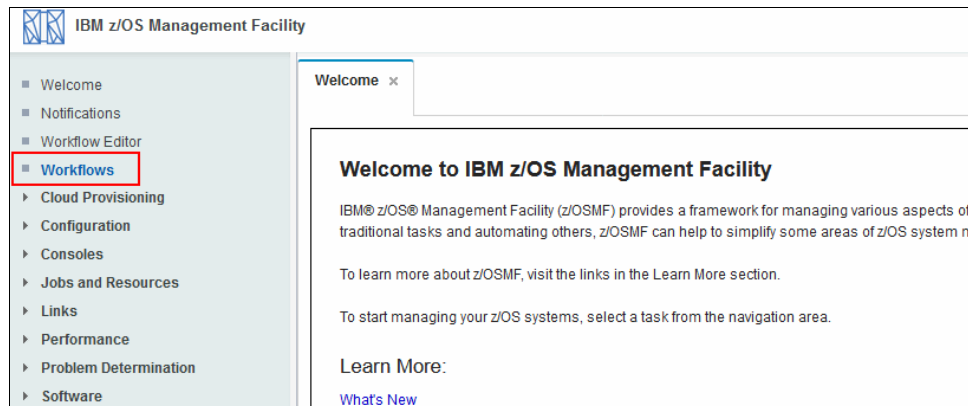 IBM z/OS Management Facility
Welcome
Notifications
Workflow Editor
Workflows
Cloud Provisioning
Configuration
Consoles
Jobs and Resources
Links
Performance
Problem Determination
Software
Welcome ×
Welcome to IBM z/OS Management Facility
IBM® z/OS® Management Facility (z/OSMF) provides a framework for managing various aspects of
traditional tasks and automating others, z/OSMF can help to simplify some areas of z/OS system
To learn more about z/OSMF, visit the links in the Learn More section.
To start managing your z/OS systems, select a task from the navigation area.
Learn More:
What's New